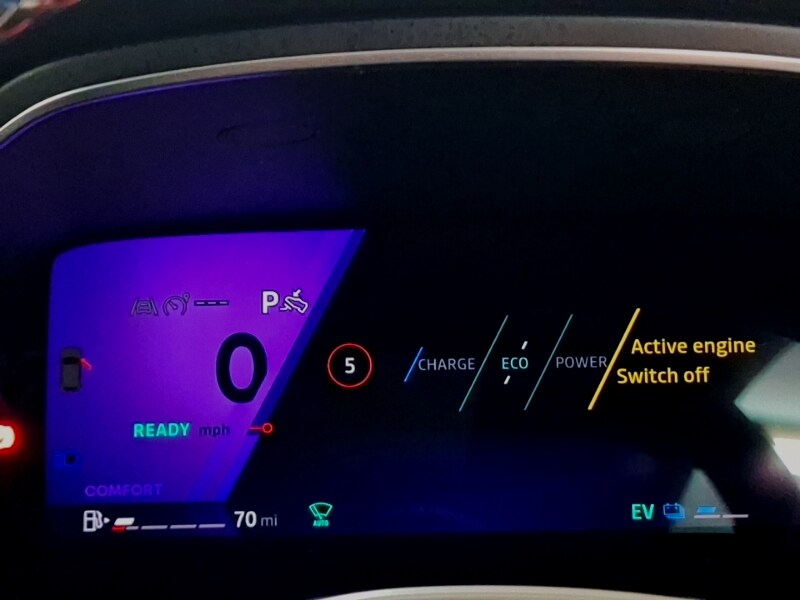 P
0
READY mph
COMFORT
70 mi
5
CHARGE
ECO
POWER
Active engine
Switch off
AUTO
EV